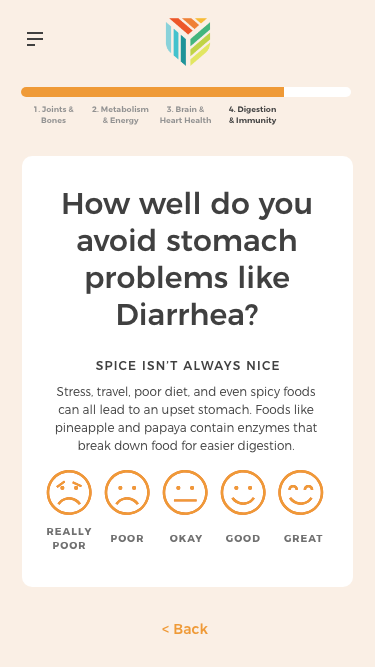 1. Joints & Bones
2. Metabolism & Energy
3. Brain & Heart Health
4. Digestion & Immunity
How well do you
avoid stomach
problems like
Diarrhea?
SPICE ISN'T ALWAYS NICE
Stress, travel, poor diet, and even spicy foods
can all lead to an upset stomach. Foods like
pineapple and papaya contain enzymes that
break down food for easier digestion.
REALLY POOR
POOR
OKAY
GOOD
GREAT
< Back